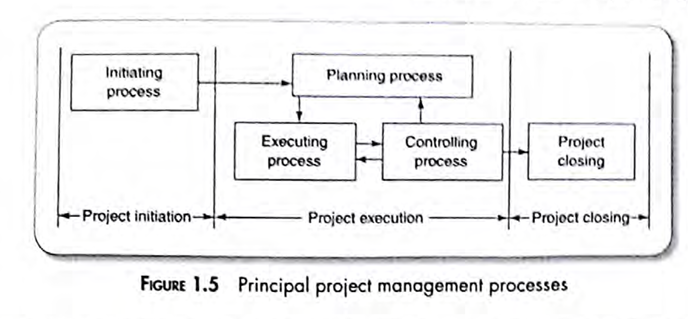 Initiating
process
Planning process
Executing
process
Controlling
process
Project
closing
Project initiation
Project execution
Project closing
FIGURE 1.5 Principal project management processes